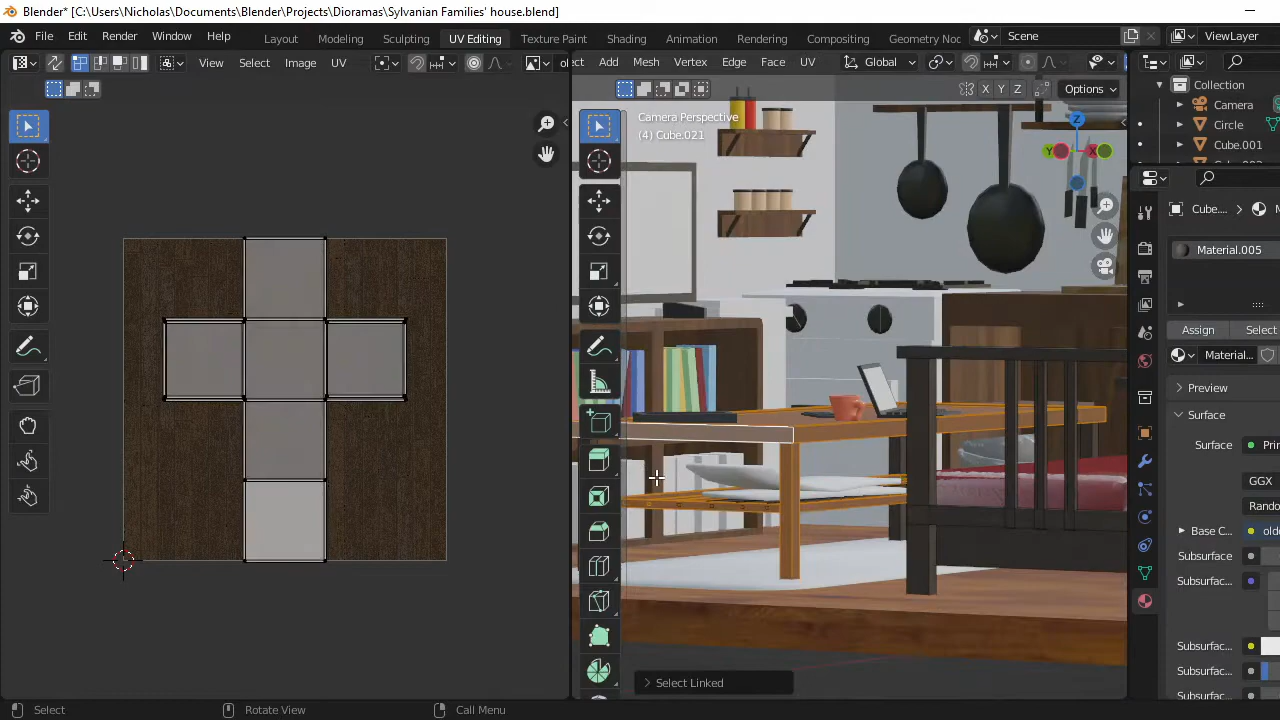 Blender* [C:\Users\Nicholas\Documents\Blender\Projects\Dioramas\Sylvanian Families' house.blend]
File Edit Render Window Help Layout Modeling Sculpting UV Editing Texture Paint Shading Animation Rendering Compositing Geometry Noc Scene ViewLayer
View Select Image UV
Add Mesh Vertex Edge Face UV Global
X Y Z Options
Camera Perspective
(4) Cube.021
Z
Y X
Collection
Camera
Circle
Cube.001
Cube....
Material.005
Assign Select
Material...
Preview
Surface
Surface
GGX
Base C...
Subsurface
Subsurfac...
Subsurfac...
Subsurfac...
Subsurfac...
Select Linked
Select Rotate View Call Menu